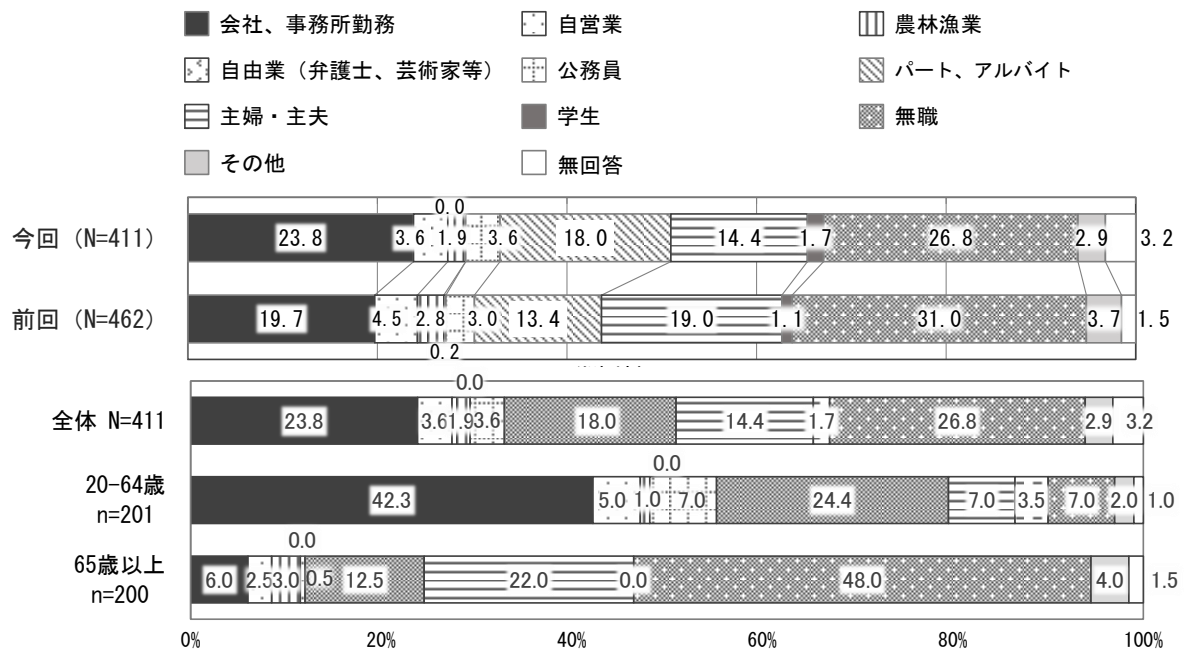 会社、事務所勤務 自営業 農林漁業
自由業（弁護士、芸術家等） 公務員 パート、アルバイト
主婦・主夫 学生 無職
その他 無回答
0.0
今回（N=411） 23.8 3.6 1.9 3.6 18.0 14.4 1.7 26.8 2.9 3.2
前回（N=462） 19.7 4.5 2.8 3.0 13.4 19.0 1.1 31.0 3.7 1.5
0.2
0.0
全体 N=411 23.8 3.6 1.9 3.6 18.0 14.4 1.7 26.8 2.9 3.2
0.0
20-64歳
n=201 42.3 5.0 1.0 7.0 24.4 7.0 3.5 7.0 2.0 1.0
0.0
65歳以上
n=200 6.0 2.5 3.0 0.5 12.5 22.0 0.0 48.0 4.0 1.5
0% 20% 40% 60% 80% 100%